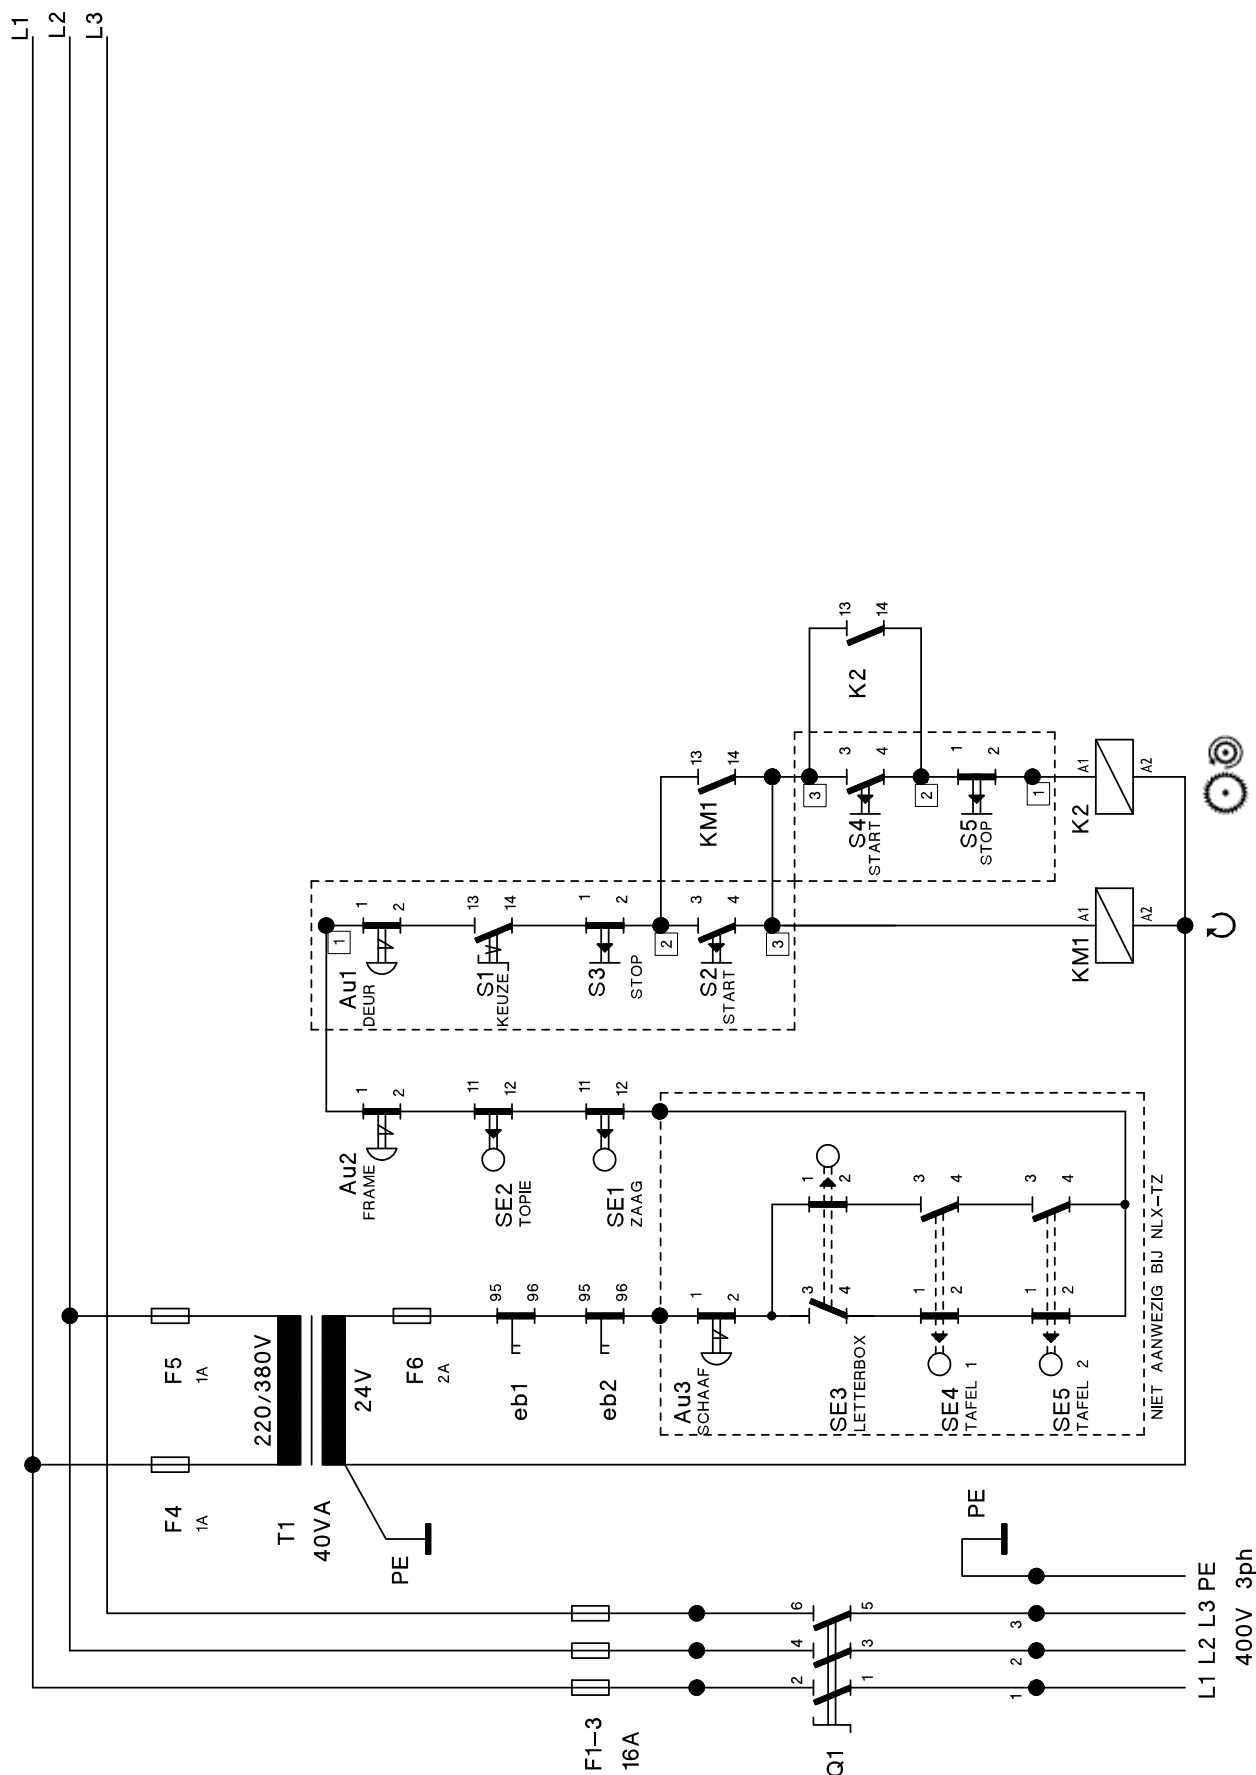 L1
L2
L3
F4
1A
F5
1A
T1
40VA
220/380V
24V
PE
F6
2A
eb1
95
96
eb2
95
96
Au3
SCHAAF
1
2
SE3
LETTERBOX
3
4
1
2
SE4
TAFEL 1
1
2
3
4
SE5
TAFEL 2
1
2
3
4
NIET AANWEZIG BIJ NLX-TZ
Au2
FRAME
1
2
SE2
TOPIE
11
12
SE1
ZAAG
11
12
Au1
DEUR
1
1
2
S1
KEUZE
13
14
S3
STOP
1
2
2
S2
START
3
4
3
KM1
13
14
K2
13
14
3
S4
START
3
4
2
S5
STOP
1
2
1
K2
A1
A2
KM1
A1
A2
F1-3
16A
Q1
2
4
6
1
3
5
1
2
3
PE
L1 L2 L3 PE
400V 3ph